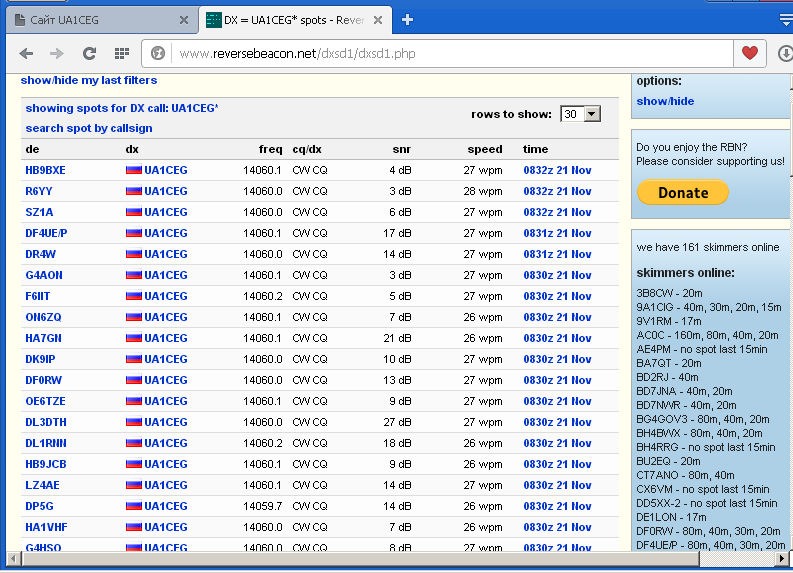 Сайт UA1CEG
DX = UA1CEG* spots - Rever
www.reversebeacon.net/dxsd1/dxsd1.php
show/hide my last filters
showing spots for DX call: UA1CEG*
rows to show: 30
search spot by callsign
de dx freq cq/dx snr speed time
HB9BXE UA1CEG 14060.1 CW CQ 4 dB 27 wpm 0832z 21 Nov
R6YY UA1CEG 14060.0 CW CQ 3 dB 28 wpm 0832z 21 Nov
SZ1A UA1CEG 14060.0 CW CQ 6 dB 27 wpm 0832z 21 Nov
DF4UE/P UA1CEG 14060.1 CW CQ 17 dB 27 wpm 0831z 21 Nov
DR4W UA1CEG 14060.0 CW CQ 14 dB 27 wpm 0831z 21 Nov
G4AON UA1CEG 14060.1 CW CQ 3 dB 27 wpm 0830z 21 Nov
F6IIT UA1CEG 14060.2 CW CQ 5 dB 27 wpm 0830z 21 Nov
ON6ZQ UA1CEG 14060.1 CW CQ 7 dB 26 wpm 0830z 21 Nov
HA7GN UA1CEG 14060.1 CW CQ 21 dB 26 wpm 0830z 21 Nov
DK9IP UA1CEG 14060.0 CW CQ 10 dB 27 wpm 0830z 21 Nov
DF0RW UA1CEG 14060.0 CW CQ 13 dB 27 wpm 0830z 21 Nov
OE6TZE UA1CEG 14060.1 CW CQ 9 dB 27 wpm 0830z 21 Nov
DL3DTH UA1CEG 14060.0 CW CQ 27 dB 27 wpm 0830z 21 Nov
DL1RNN UA1CEG 14060.2 CW CQ 18 dB 26 wpm 0830z 21 Nov
HB9JCB UA1CEG 14060.1 CW CQ 9 dB 26 wpm 0830z 21 Nov
LZ4AE UA1CEG 14060.1 CW CQ 14 dB 27 wpm 0830z 21 Nov
DP5G UA1CEG 14059.7 CW CQ 14 dB 26 wpm 0830z 21 Nov
HA1VHF UA1CEG 14060.0 CW CQ 7 dB 26 wpm 0830z 21 Nov
G4HSO UA1CEG 14060.0 CW CQ 8 dB 27 wpm 0830z 21 Nov
options:
show/hide
Do you enjoy the RBN?
Please consider supporting us!
Donate
we have 161 skimmers online
skimmers online:
3B8CW - 20m
9A1CIG - 40m, 30m, 20m, 15m
9V1RM - 17m
AC0C - 160m, 80m, 40m, 20m
AE4PM - no spot last 15min
BA7QT - 20m
BD2RJ - 40m
BD7JNA - 40m, 20m
BD7NWR - 40m, 20m
BG4GOV3 - 80m, 40m, 20m
BH4BWX - 80m, 40m, 20m
BH4RRG - no spot last 15min
BU2EQ - 20m
CT7ANO - 80m, 40m
CX6VM - no spot last 15min
DD5XX-2 - no spot last 15min
DE1LON - 17m
DF0RW - 80m, 40m, 30m, 20m
DF4UE/P - 80m, 40m, 30m, 20m